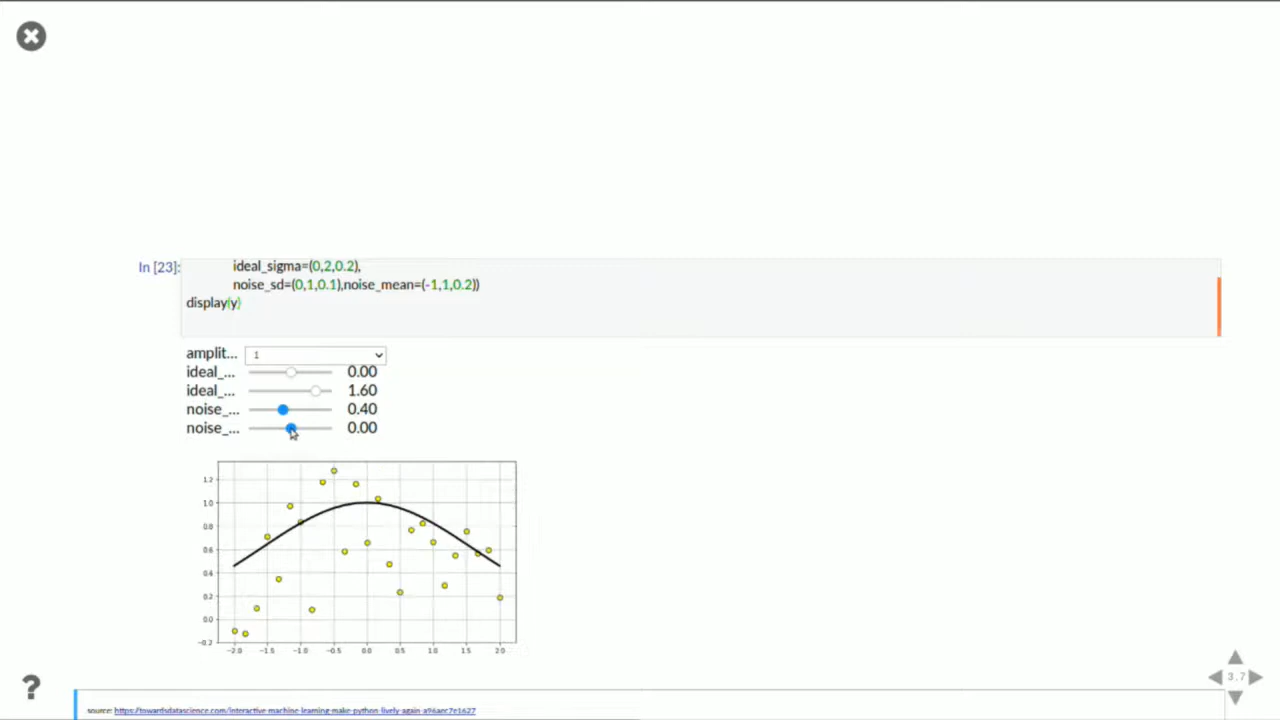 In [23]:
ideal_sigma=(0,2,0.2),
noise_sd=(0,1,0.1),noise_mean=(-1,1,0.2))
display(y)
amplit... 1
ideal_... 0.00
ideal_... 1.60
noise_... 0.40
noise_... 0.00
1.2
1.0
0.8
0.6
0.4
0.2
0.0
-0.2
-2.0 -1.5 -1.0 -0.5 0.0 0.5 1.0 1.5 2.0
?
3.7
source: https://towardsdatascience.com/interactive-machine-learning-make-python-lively-again-a96aec7e1627